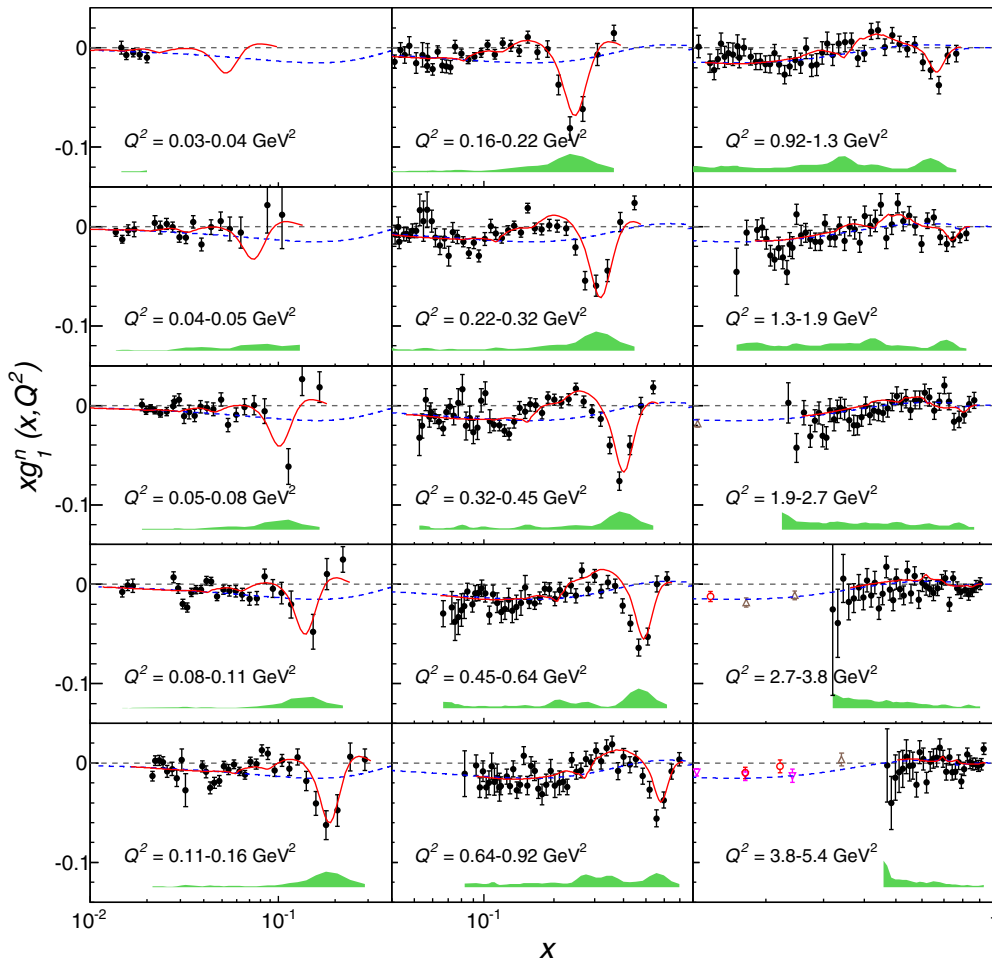 0
-0.1
Q² = 0.03-0.04 GeV²
Q² = 0.16-0.22 GeV²
Q² = 0.92-1.3 GeV²
0
-0.1
Q² = 0.04-0.05 GeV²
Q² = 0.22-0.32 GeV²
Q² = 1.3-1.9 GeV²
xg₁ⁿ (x,Q²)
0
-0.1
Q² = 0.05-0.08 GeV²
Q² = 0.32-0.45 GeV²
Q² = 1.9-2.7 GeV²
0
-0.1
Q² = 0.08-0.11 GeV²
Q² = 0.45-0.64 GeV²
Q² = 2.7-3.8 GeV²
0
-0.1
Q² = 0.11-0.16 GeV²
Q² = 0.64-0.92 GeV²
Q² = 3.8-5.4 GeV²
10⁻² 10⁻¹ 10⁻¹
x